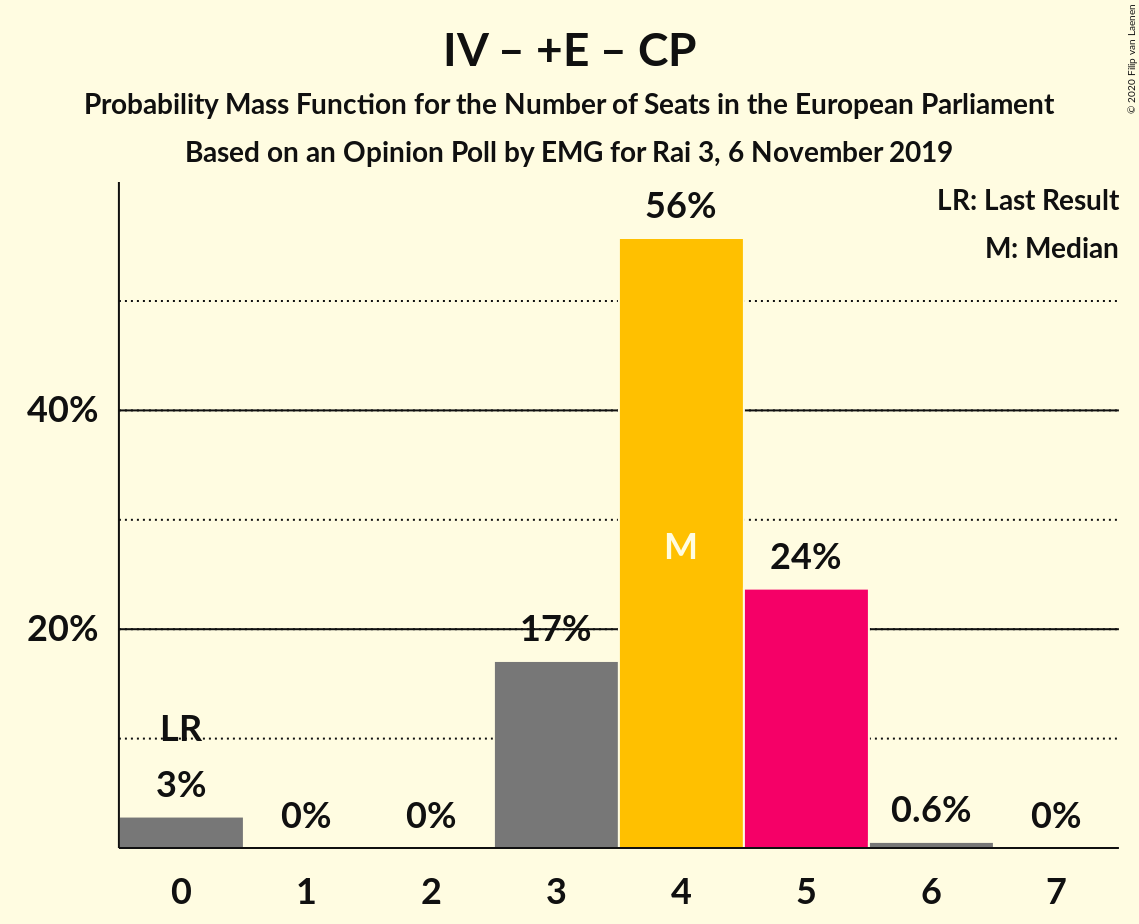 IV – +E – CP
Probability Mass Function for the Number of Seats in the European Parliament
Based on an Opinion Poll by EMG for Rai 3, 6 November 2019
© 2020 Filip van Laenen
LR: Last Result
M: Median
56%
40%
M
24%
20%
17%
LR
3%
0%
0%
0.6%
0%
0 1 2 3 4 5 6 7